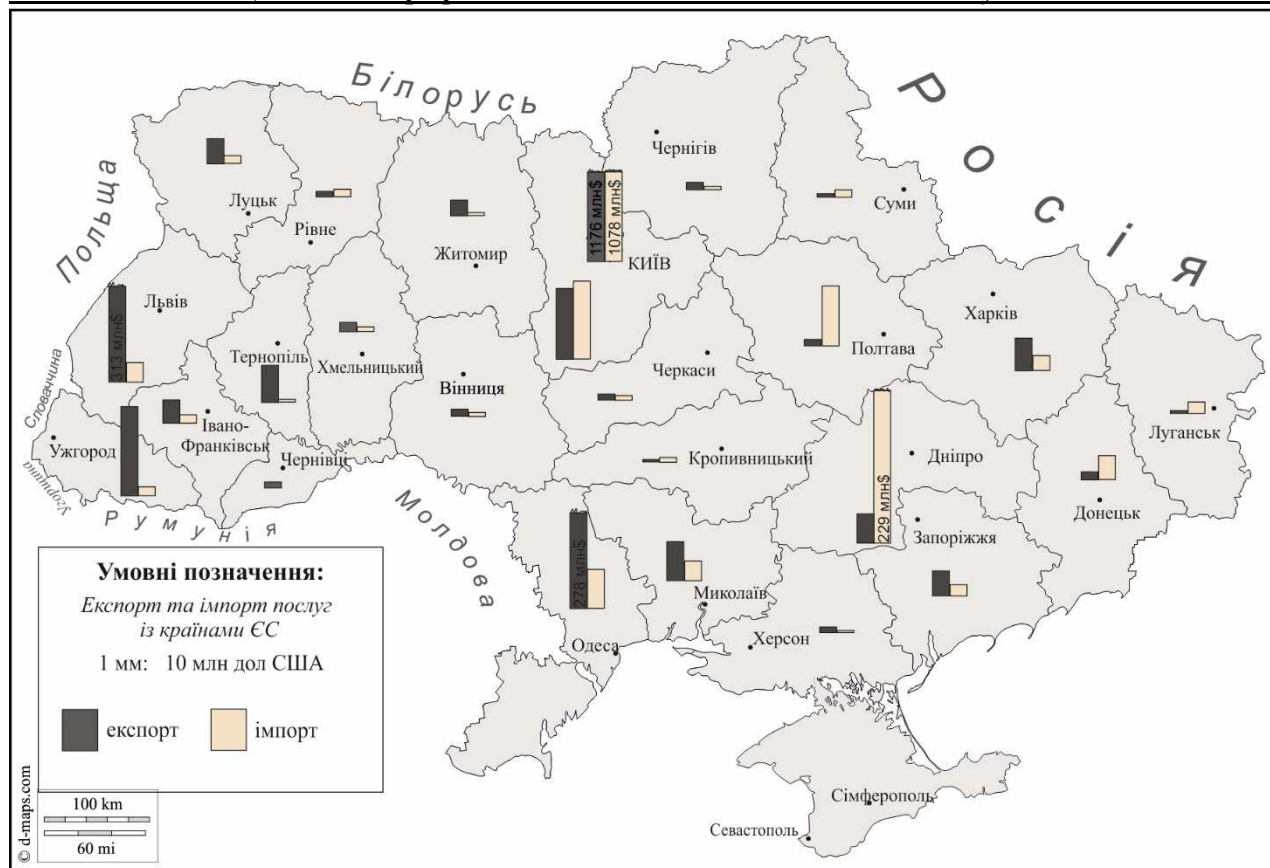 Білорусь
Росія
Польща
Чернігів
Суми
Луцьк
Рівне
Житомир
1176 млн$
1078 млн$
КИЇВ
Львів
313 млн$
Тернопіль
Хмельницький
Вінниця
Черкаси
Полтава
Харків
Луганськ
Словаччина
Ужгород
Івано-
Франківськ
Чернівці
Кропивницький
Дніпро
229 млн$
Донецьк
Запоріжжя
Угорщина
Румунія
Молдова
278 млн$
Миколаїв
Одеса
Херсон
Сімферополь
Севастополь
Умовні позначення:
Експорт та імпорт послуг
із країнами ЄС
1 мм: 10 млн дол США
експорт
імпорт
100 km
60 mi
© d-maps.com